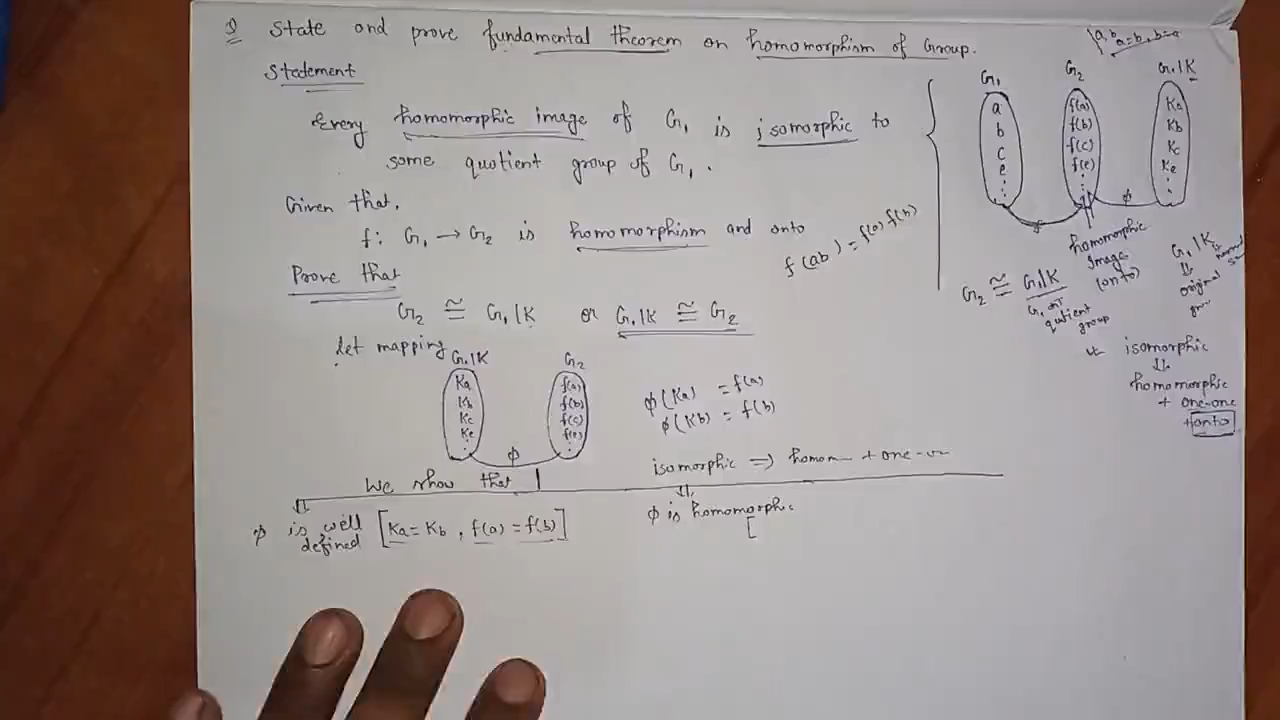 Q State and prove fundamental theorem on homomorphism of Group.
Statement
Every homomorphic image of G₁ is isomorphic to
some quotient group of G₁.
Given that,
f: G₁ → G₂ is homomorphism and onto
f(ab) = f(a) f(b)
Prove that
G₂ ≅ G₁|K or G₁|K ≅ G₂
Let mapping
G₁|K G₂
Ka f(a)
Kb f(b)
Kc f(c)
Ke f(e)
ϕ
ϕ(Ka) = f(a)
ϕ(Kb) = f(b)
isomorphic ⇒ homom + one-
We show that
ϕ is well defined [Ka = Kb, f(a) = f(b)]
ϕ is homomorphic
[
a, b
a=b, b=a
G₁ G₂ G₁|K
a f(a) Ka
b f(b) Kb
c f(c) Kc
e f(e) Ke
f ϕ
homomorphic
image
(onto)
G₂ ≅ G₁|K
quotient
group
G₁|K
⇓
original
isomorphic
⇓
homomorphic
+ one-one
+onto